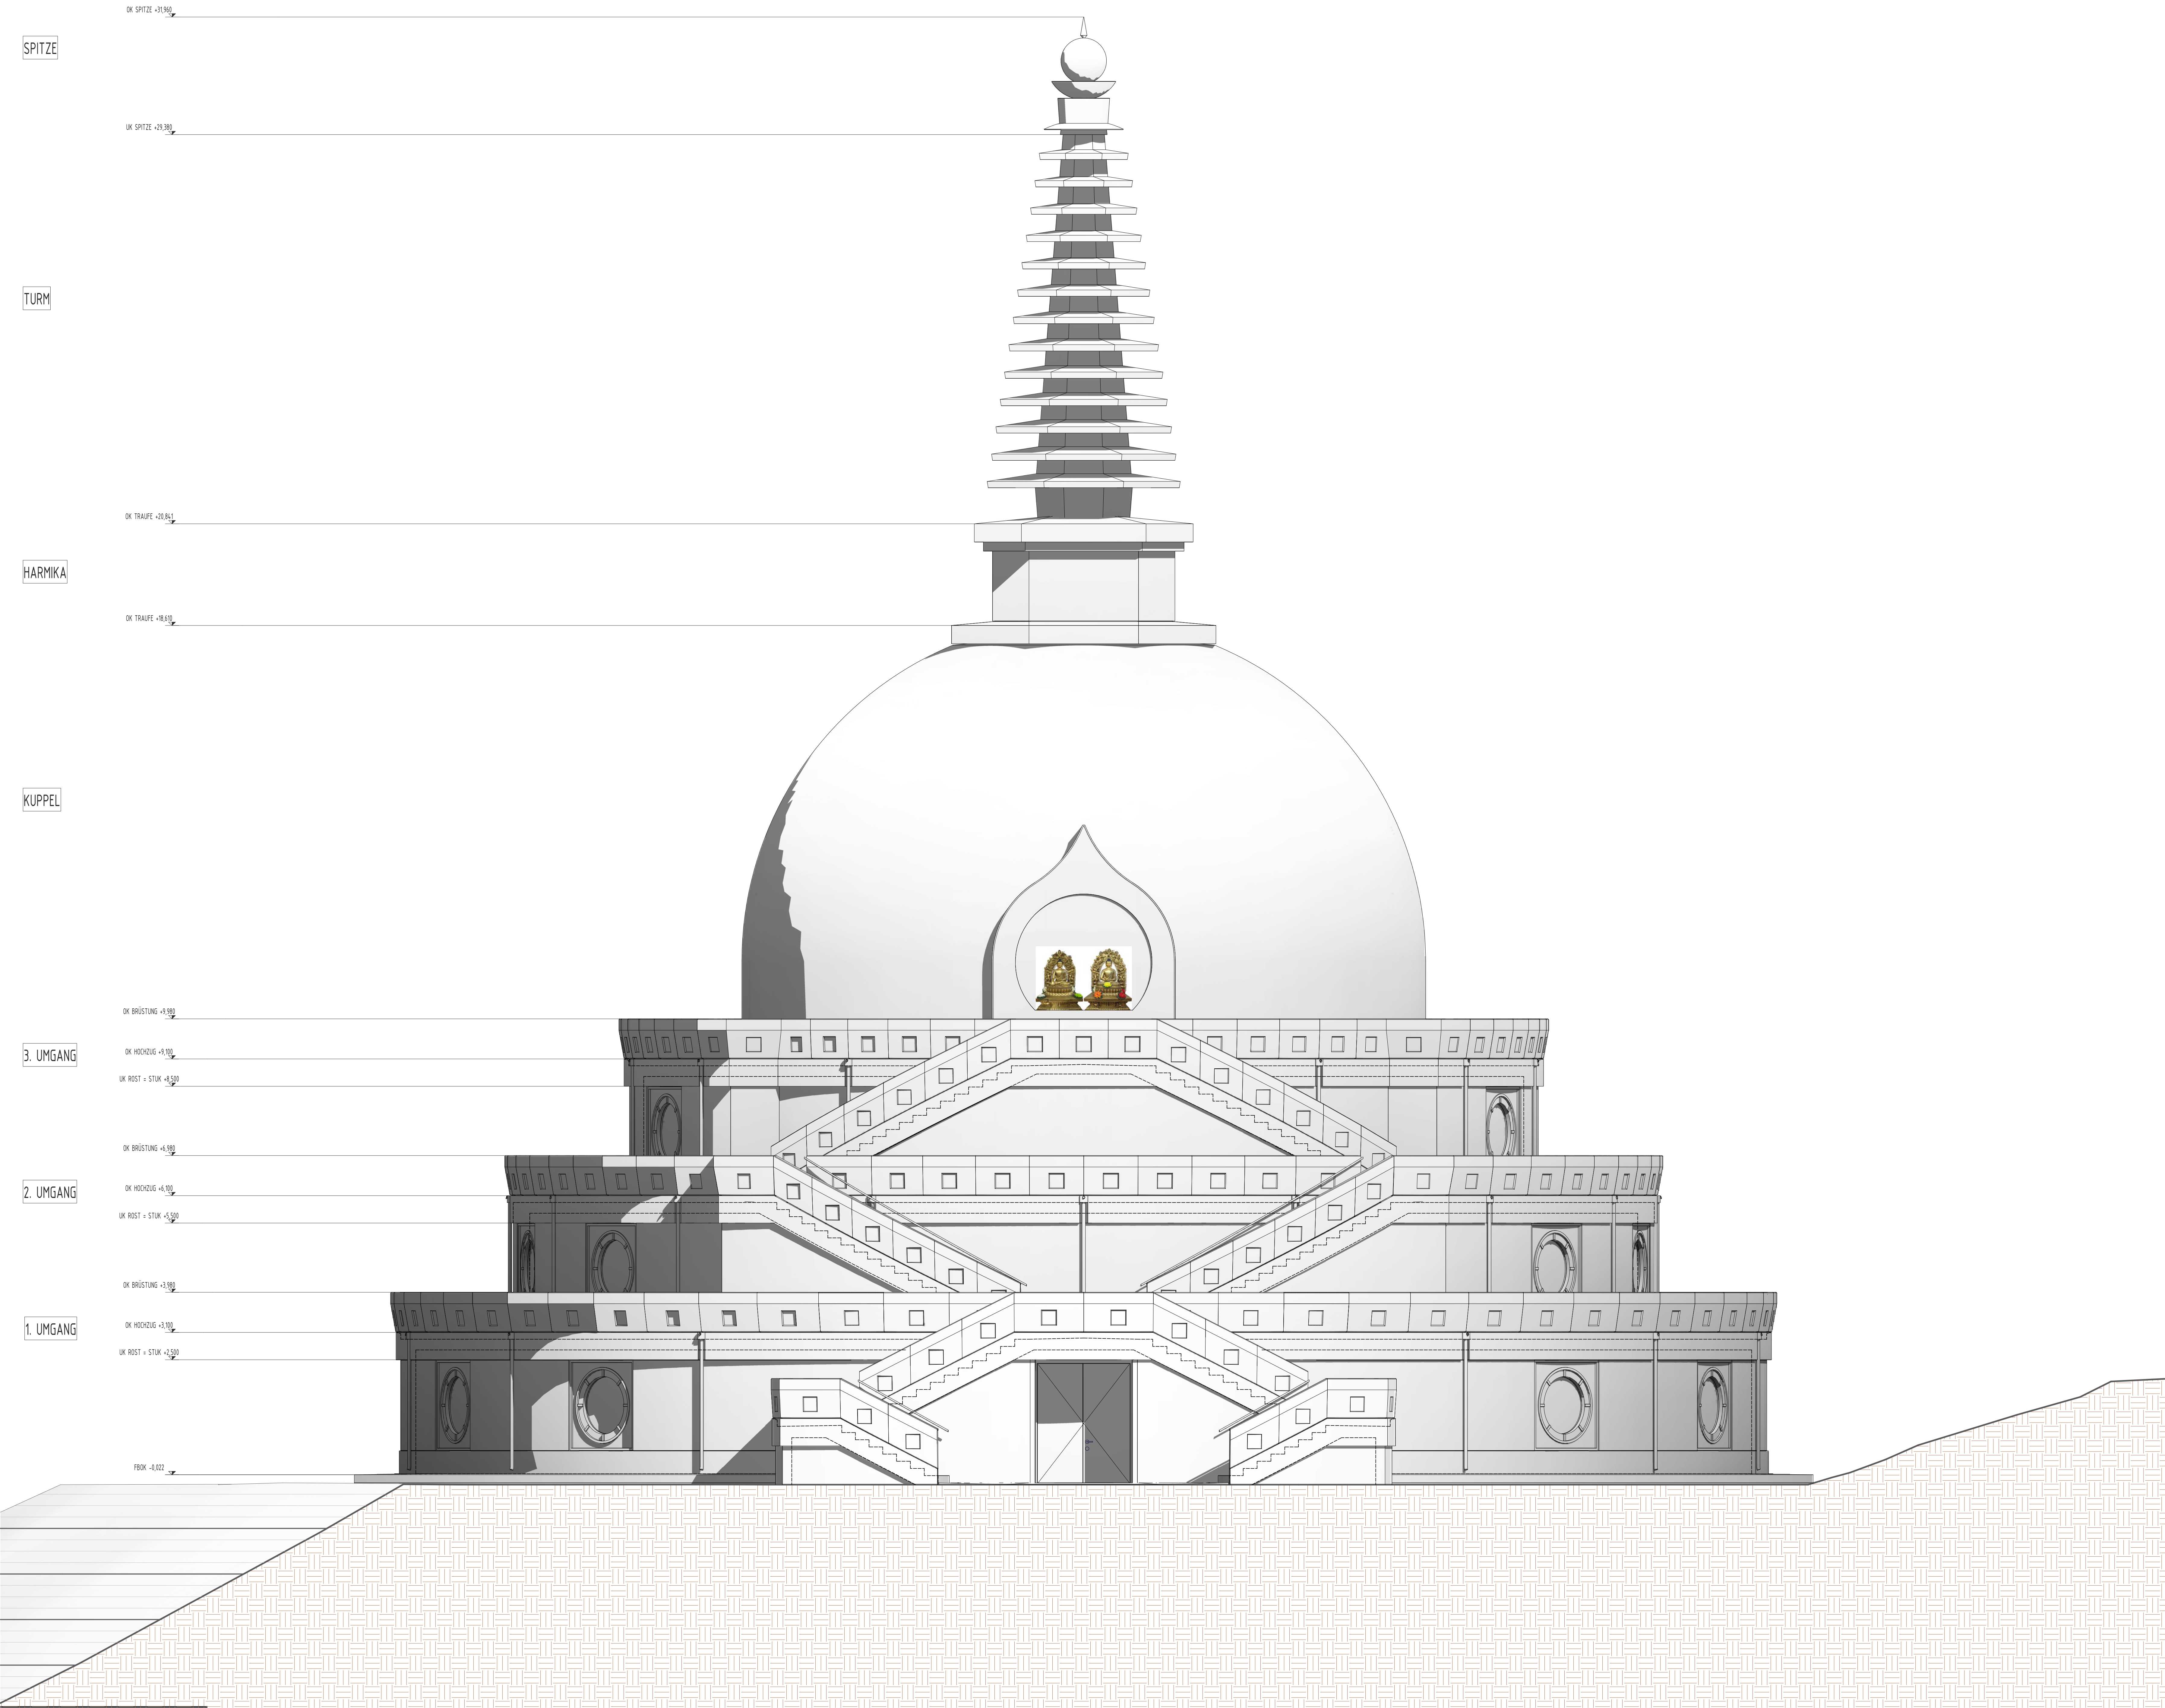 OK SPITZE +31,960
SPITZE
UK SPITZE +29,380
TURM
OK TRAUFE +20,841
HARMIKA
OK TRAUFE +18,610
KUPPEL
OK BRÜSTUNG +9,980
3. UMGANG
OK HOCHZUG +9,100
UK ROST = STUK +8,500
OK BRÜSTUNG +6,980
2. UMGANG
OK HOCHZUG +6,100
UK ROST = STUK +5,500
OK BRÜSTUNG +3,980
1. UMGANG
OK HOCHZUG +3,100
UK ROST = STUK +2,500
FBOK -0,022